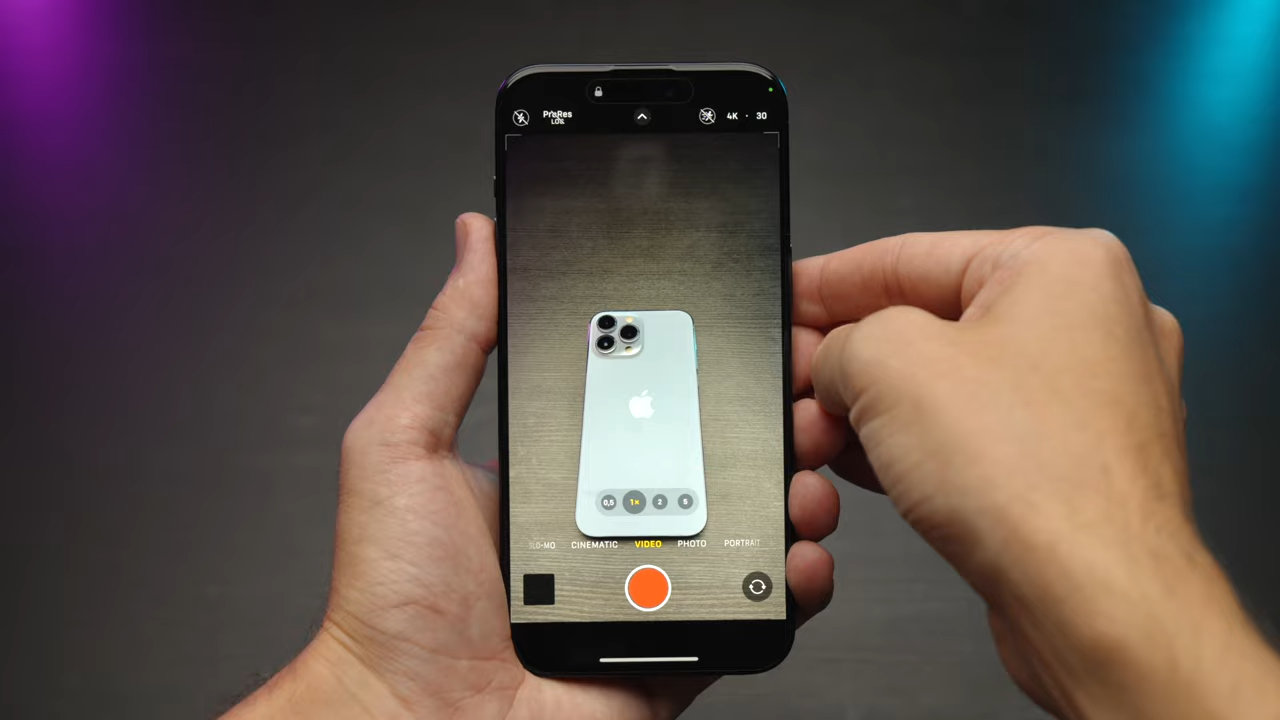 ProRes 4K · 30
LOG
0,5 1× 2 5
SLO-MO CINEMATIC VIDEO PHOTO PORTRAIT